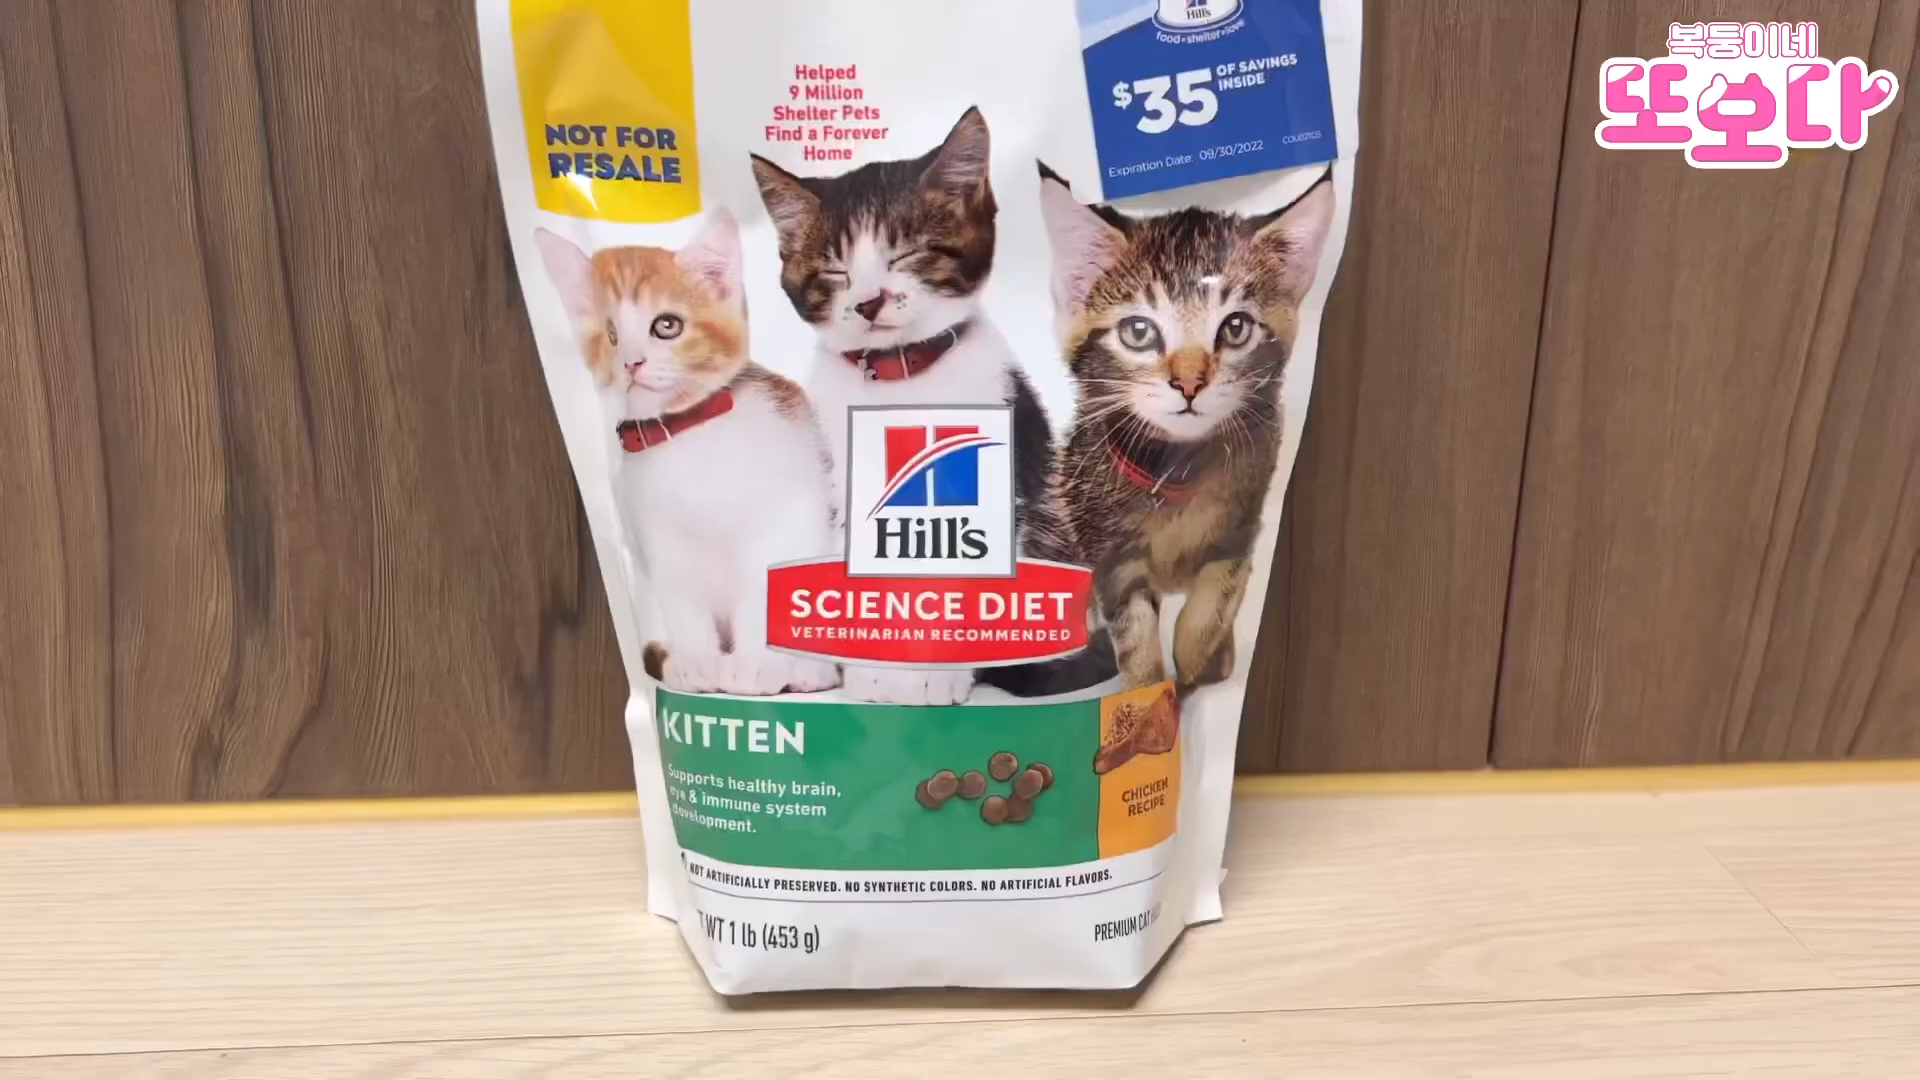 복둥이네
또오다
Hill's
food • shelter • love
$35 OF SAVINGS
INSIDE
Expiration Date: 09/30/2022
NOT FOR
RESALE
Helped
9 Million
Shelter Pets
Find a Forever
Home
Hill's
SCIENCE DIET
VETERINARIAN RECOMMENDED
KITTEN
Supports healthy brain,
eye & immune system
development.
CHICKEN
RECIPE
NOT ARTIFICIALLY PRESERVED. NO SYNTHETIC COLORS. NO ARTIFICIAL FLAVORS.
WT 1 lb (453 g)
PREMIUM CAT